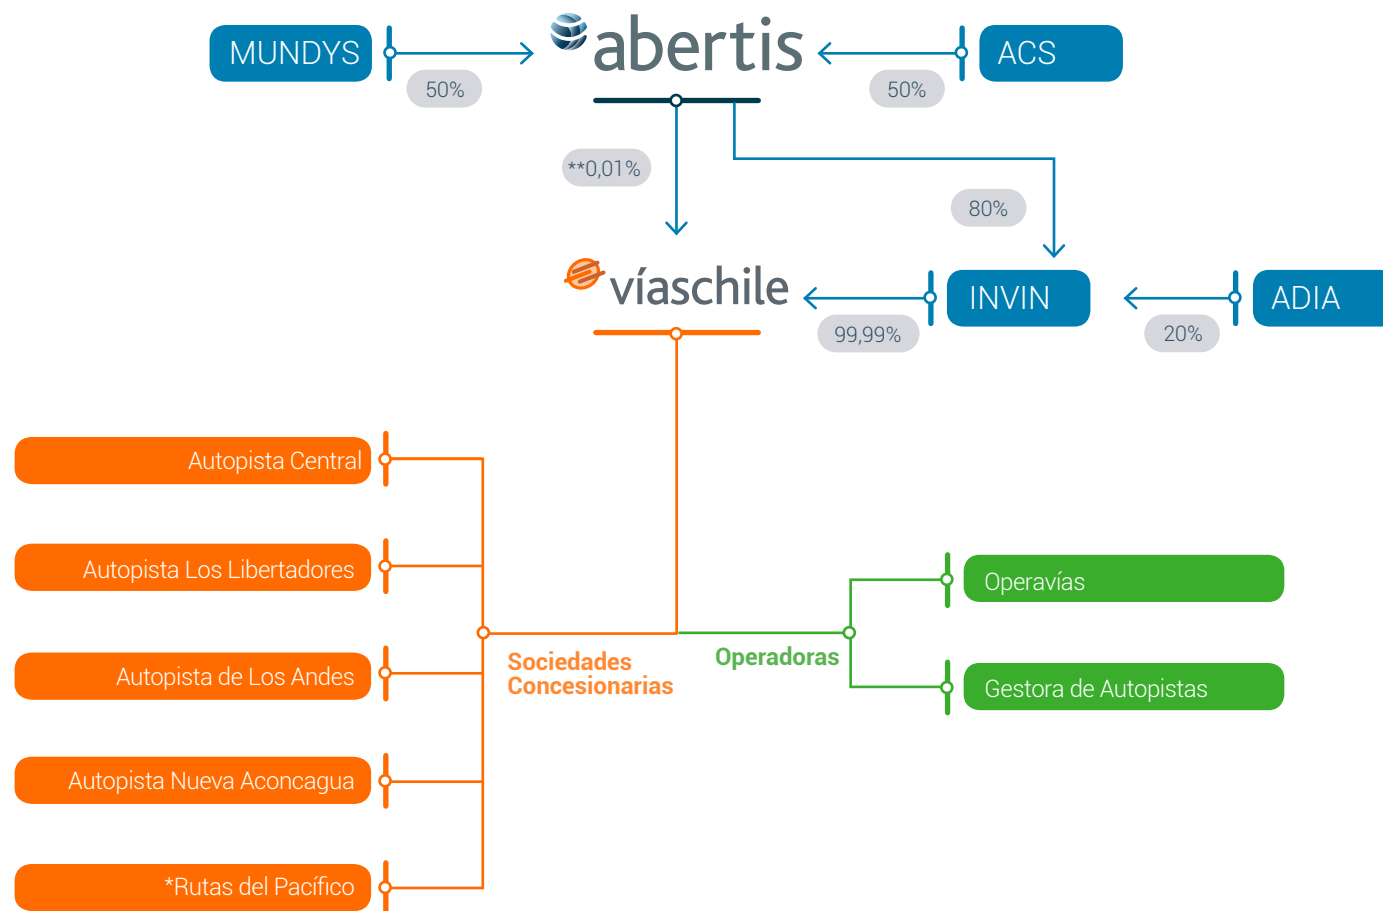 MUNDYS
abertis
ACS
50%
50%
**0,01%
80%
víaschile
INVIN
ADIA
99,99%
20%
Autopista Central
Autopista Los Libertadores
Operavías
Sociedades
Concesionarias
Operadoras
Autopista de Los Andes
Gestora de Autopistas
Autopista Nueva Aconcagua
*Rutas del Pacífico